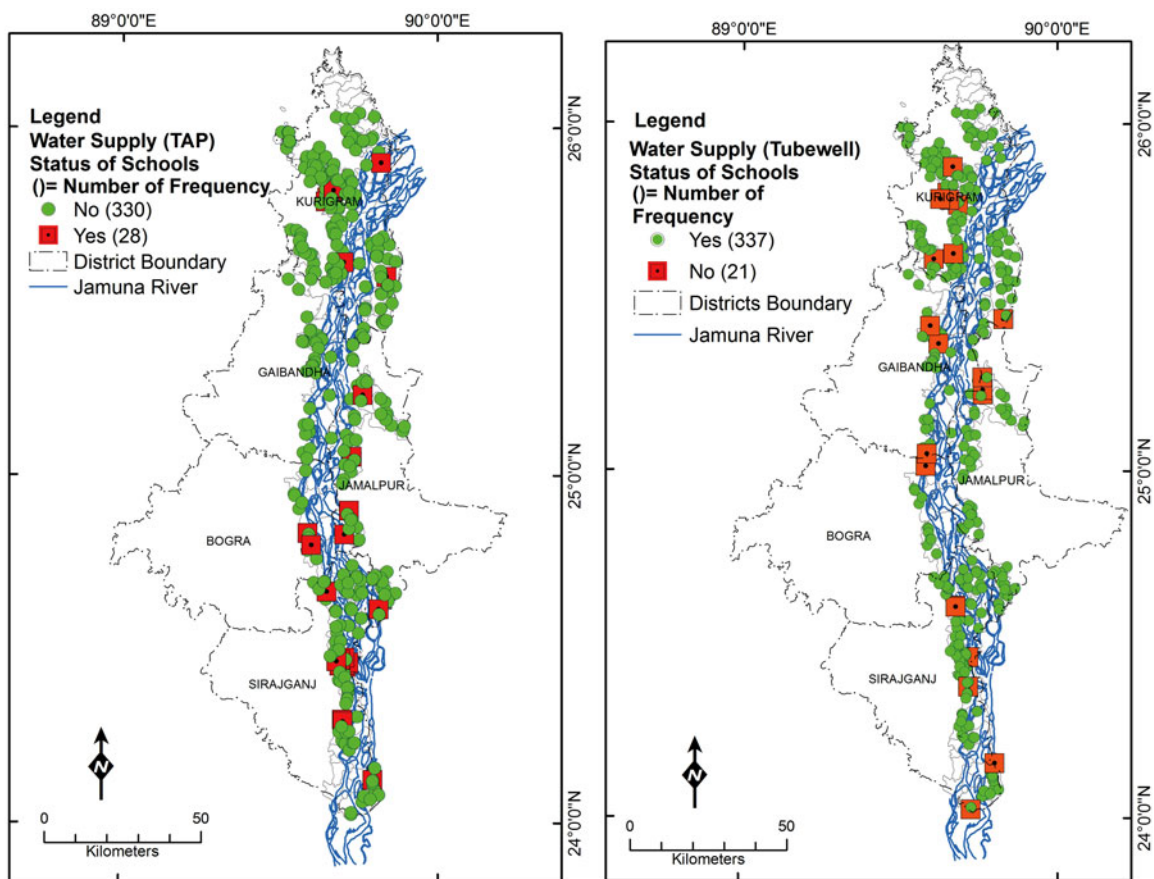 89°0'0"E
90°0'0"E
Legend
Water Supply (TAP)
Status of Schools
()= Number of Frequency
No (330)
Yes (28)
District Boundary
Jamuna River
26°0'0"N
KURIGRAM
GAIBANDHA
25°0'0"N
JAMALPUR
BOGRA
SIRAJGANJ
N
24°0'0"N
0 50
Kilometers
89°0'0"E
90°0'0"E
Legend
Water Supply (Tubewell)
Status of Schools
()= Number of
Frequency
Yes (337)
No (21)
Districts Boundary
Jamuna River
26°0'0"N
KURIGRAM
GAIBANDHA
25°0'0"N
JAMALPUR
BOGRA
SIRAJGANJ
N
24°0'0"N
0 50
Kilometers